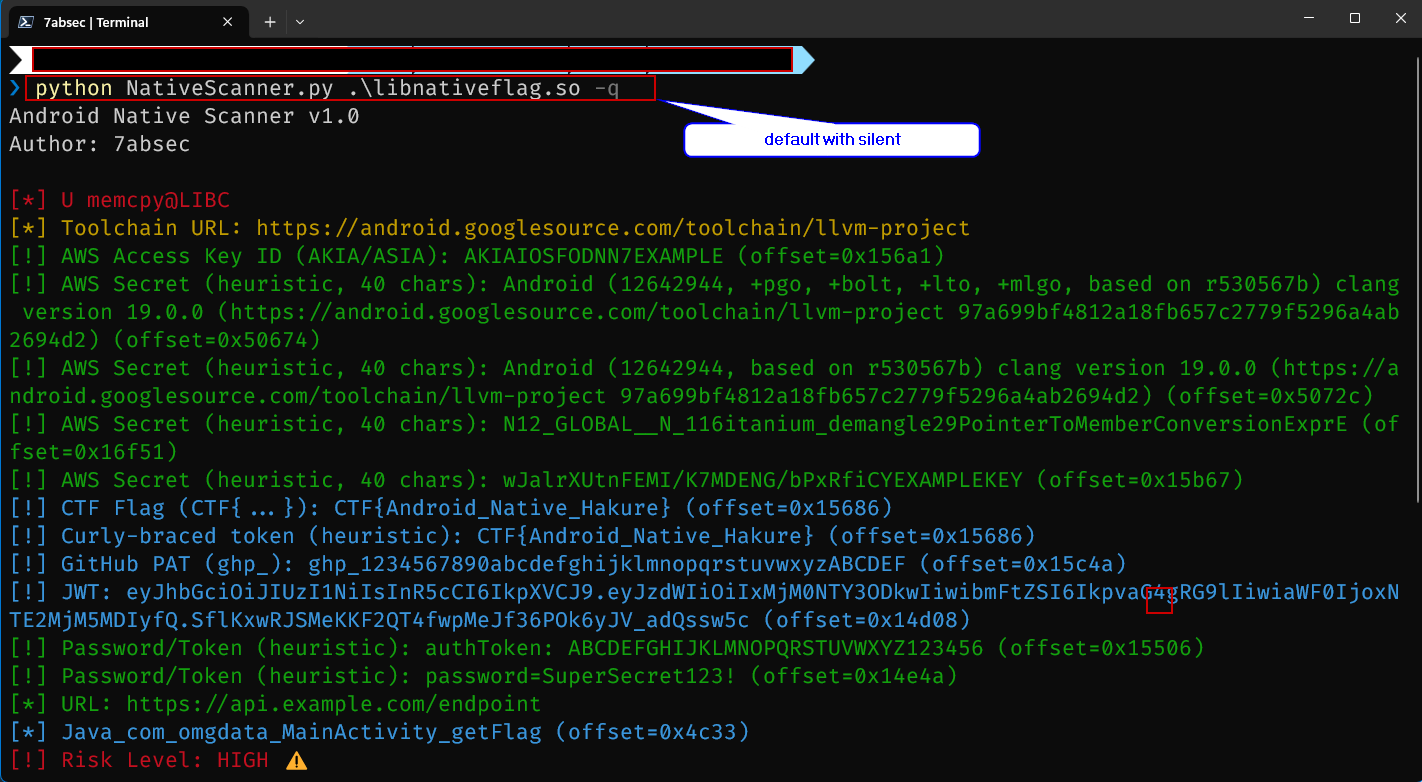 7absec | Terminal
python NativeScanner.py .\libnativeflag.so -q
default with silent
Android Native Scanner v1.0
Author: 7absec
[*] U memcpy@LIBC
[*] Toolchain URL: https://android.googlesource.com/toolchain/llvm-project
[!] AWS Access Key ID (AKIA/ASIA): AKIAIOSFODNN7EXAMPLE (offset=0x156a1)
[!] AWS Secret (heuristic, 40 chars): Android (12642944, +pgo, +bolt, +lto, +mlgo, based on r530567b) clang
version 19.0.0 (https://android.googlesource.com/toolchain/llvm-project 97a699bf4812a18fb657c2779f5296a4ab
2694d2) (offset=0x50674)
[!] AWS Secret (heuristic, 40 chars): Android (12642944, based on r530567b) clang version 19.0.0 (https://a
ndroid.googlesource.com/toolchain/llvm-project 97a699bf4812a18fb657c2779f5296a4ab2694d2) (offset=0x5072c)
[!] AWS Secret (heuristic, 40 chars): N12_GLOBAL__N_116itanium_demangle29PointerToMemberConversionExprE (of
fset=0x16f51)
[!] AWS Secret (heuristic, 40 chars): wJalrXUtnFEMI/K7MDENG/bPxRfiCYEXAMPLEKEY (offset=0x15b67)
[!] CTF Flag (CTF{...}): CTF{Android_Native_Hakure} (offset=0x15686)
[!] Curly-braced token (heuristic): CTF{Android_Native_Hakure} (offset=0x15686)
[!] GitHub PAT (ghp_): ghp_1234567890abcdefghijklmnopqrstuvwxyzABCDEF (offset=0x15c4a)
[!] JWT: eyJhbGciOiJIUzI1NiIsInR5cCI6IkpXVCJ9.eyJzdWIiOiIxMjM0NTY3ODkwIiwibmFtZSI6IkpvaG4gRG9lIiwiaWF0IjoxN
TE2MjM5MDIyfQ.SflKxwRJSMeKKF2QT4fwpMeJf36POk6yJV_adQssw5c (offset=0x14d08)
[!] Password/Token (heuristic): authToken: ABCDEFGHIJKLMNOPQRSTUVWXYZ123456 (offset=0x15506)
[!] Password/Token (heuristic): password=SuperSecret123! (offset=0x14e4a)
[*] URL: https://api.example.com/endpoint
[*] Java_com_omgdata_MainActivity_getFlag (offset=0x4c33)
[!] Risk Level: HIGH ⚠️